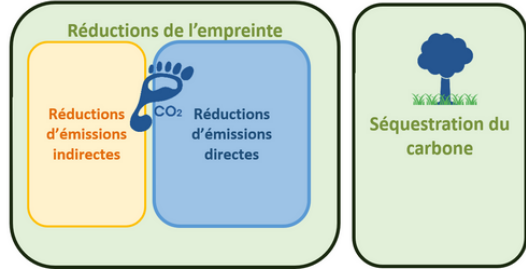 Réductions de l'empreinte
Réductions
d'émissions
indirectes
CO₂
Réductions
d'émissions
directes
Séquestration du
carbone